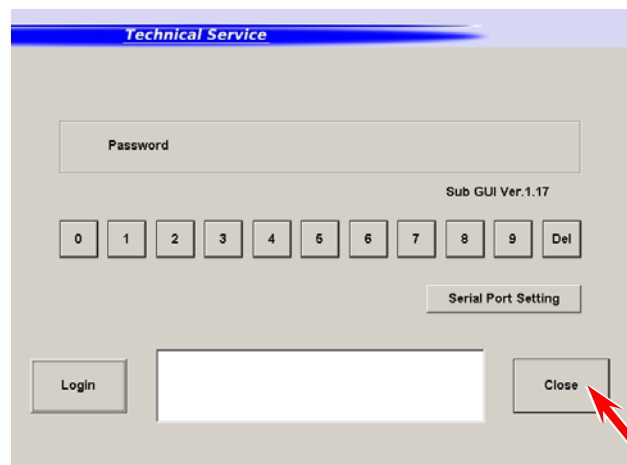 Technical Service
Password
Sub GUI Ver.1.17
0 1 2 3 4 5 6 7 8 9 Del
Serial Port Setting
Login Close